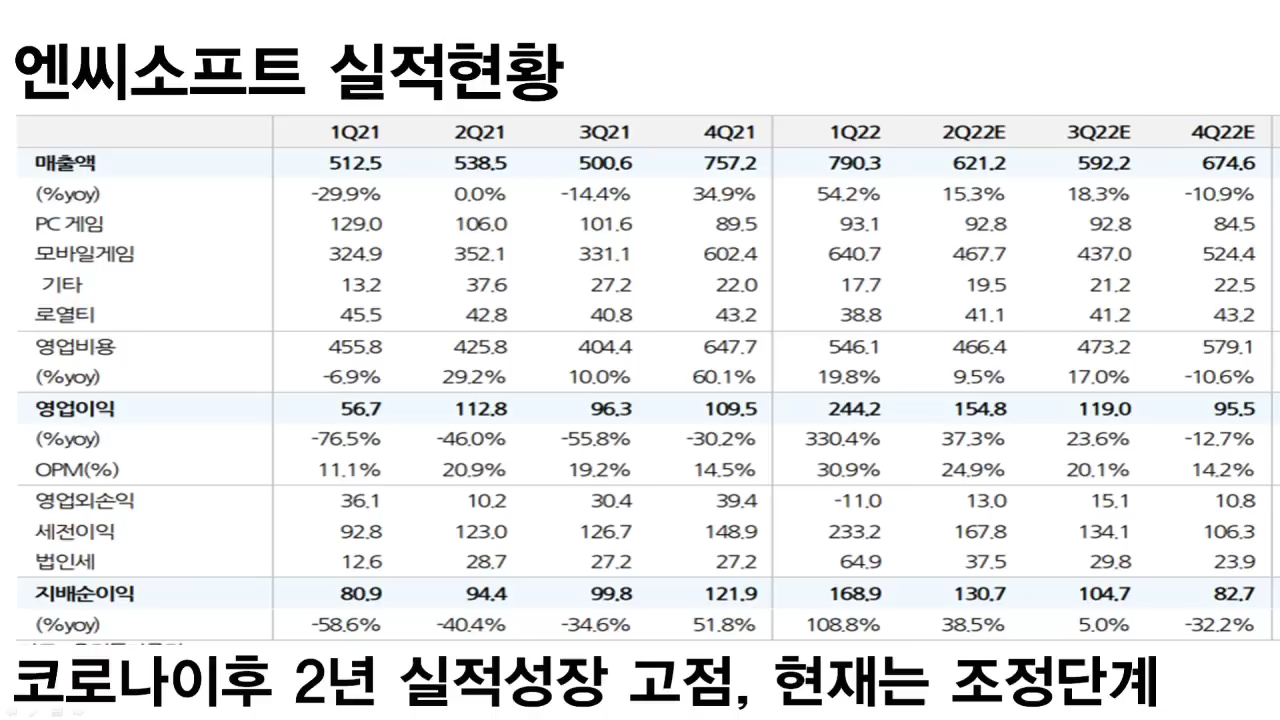 엔씨소프트 실적현황
1Q21 2Q21 3Q21 4Q21 1Q22 2Q22E 3Q22E 4Q22E
매출액 512.5 538.5 500.6 757.2 790.3 621.2 592.2 674.6
(%yoy) -29.9% 0.0% -14.4% 34.9% 54.2% 15.3% 18.3% -10.9%
PC 게임 129.0 106.0 101.6 89.5 93.1 92.8 92.8 84.5
모바일게임 324.9 352.1 331.1 602.4 640.7 467.7 437.0 524.4
기타 13.2 37.6 27.2 22.0 17.7 19.5 21.2 22.5
로열티 45.5 42.8 40.8 43.2 38.8 41.1 41.2 43.2
영업비용 455.8 425.8 404.4 647.7 546.1 466.4 473.2 579.1
(%yoy) -6.9% 29.2% 10.0% 60.1% 19.8% 9.5% 17.0% -10.6%
영업이익 56.7 112.8 96.3 109.5 244.2 154.8 119.0 95.5
(%yoy) -76.5% -46.0% -55.8% -30.2% 330.4% 37.3% 23.6% -12.7%
OPM(%) 11.1% 20.9% 19.2% 14.5% 30.9% 24.9% 20.1% 14.2%
영업외손익 36.1 10.2 30.4 39.4 -11.0 13.0 15.1 10.8
세전이익 92.8 123.0 126.7 148.9 233.2 167.8 134.1 106.3
법인세 12.6 28.7 27.2 27.2 64.9 37.5 29.8 23.9
지배순이익 80.9 94.4 99.8 121.9 168.9 130.7 104.7 82.7
(%yoy) -58.6% -40.4% -34.6% 51.8% 108.8% 38.5% 5.0% -32.2%
코로나이후 2년 실적성장 고점, 현재는 조정단계